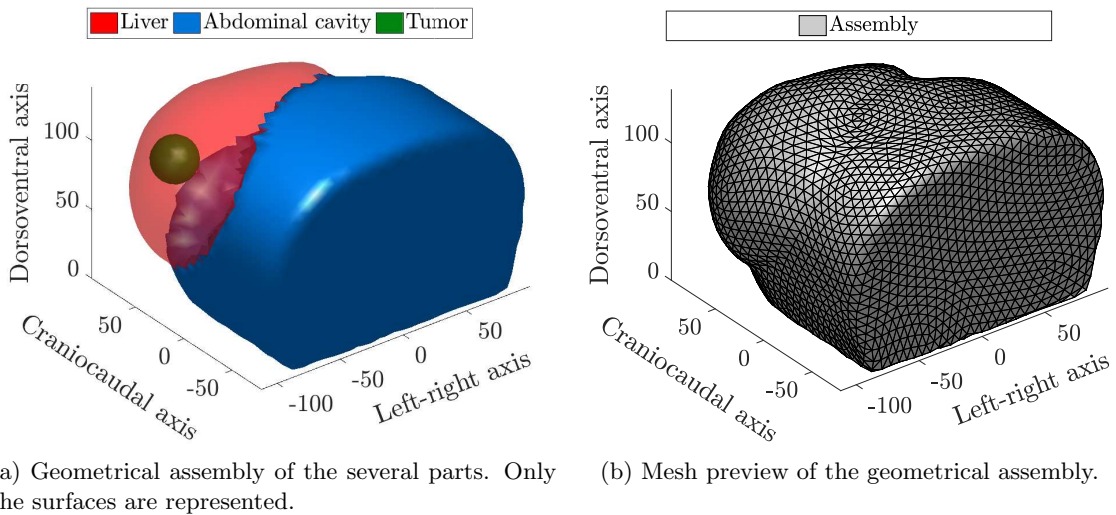 Liver Abdominal cavity Tumor
Dorsoventral axis
100
50
0
50
0
-50
Craniocaudal axis
-100
-50
0
50
Left-right axis
a) Geometrical assembly of the several parts. Only
he surfaces are represented.
Assembly
Dorsoventral axis
100
50
0
50
0
-50
Craniocaudal axis
-100
-50
0
50
Left-right axis
(b) Mesh preview of the geometrical assembly.